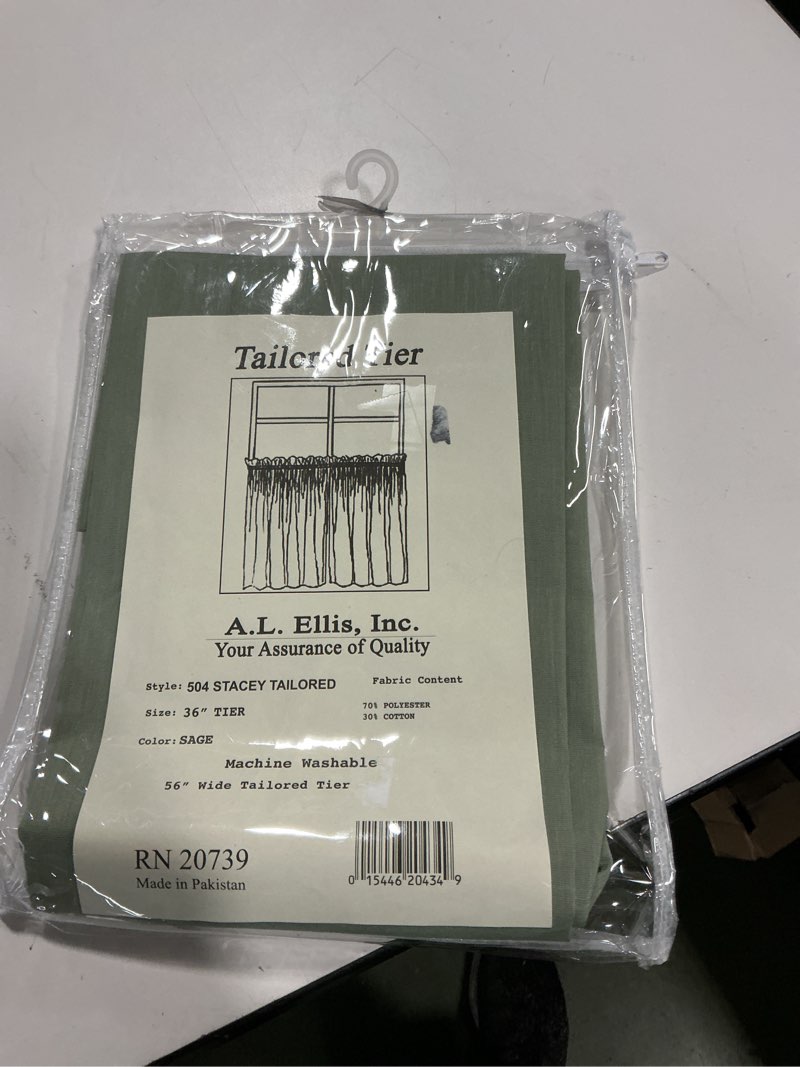 Tailored Tier
A.L. Ellis, Inc.
Your Assurance of Quality
Style: 504 STACEY TAILORED
Fabric Content
Size: 36" TIER
70% POLYESTER
30% COTTON
Color: SAGE
Machine Washable
56" Wide Tailored Tier
RN 20739
Made in Pakistan
0 15446 20434 9